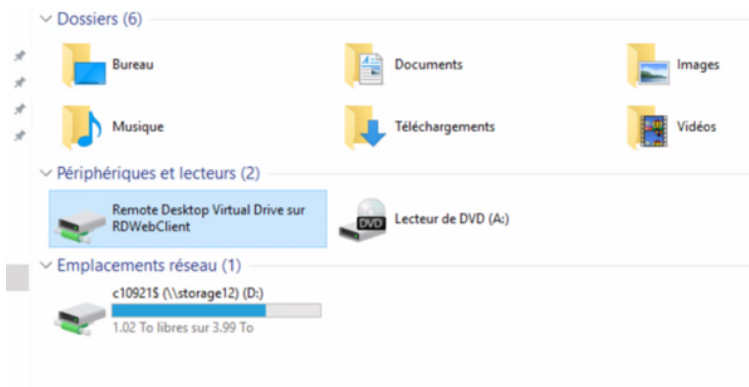 Dossiers (6)
Bureau
Documents
Images
Musique
Téléchargements
Vidéos
Périphériques et lecteurs (2)
Remote Desktop Virtual Drive sur
RDWebClient
DVD
Lecteur de DVD (A:)
Emplacements réseau (1)
c10921$ (\\storage12) (D:)
1.02 To libres sur 3.99 To